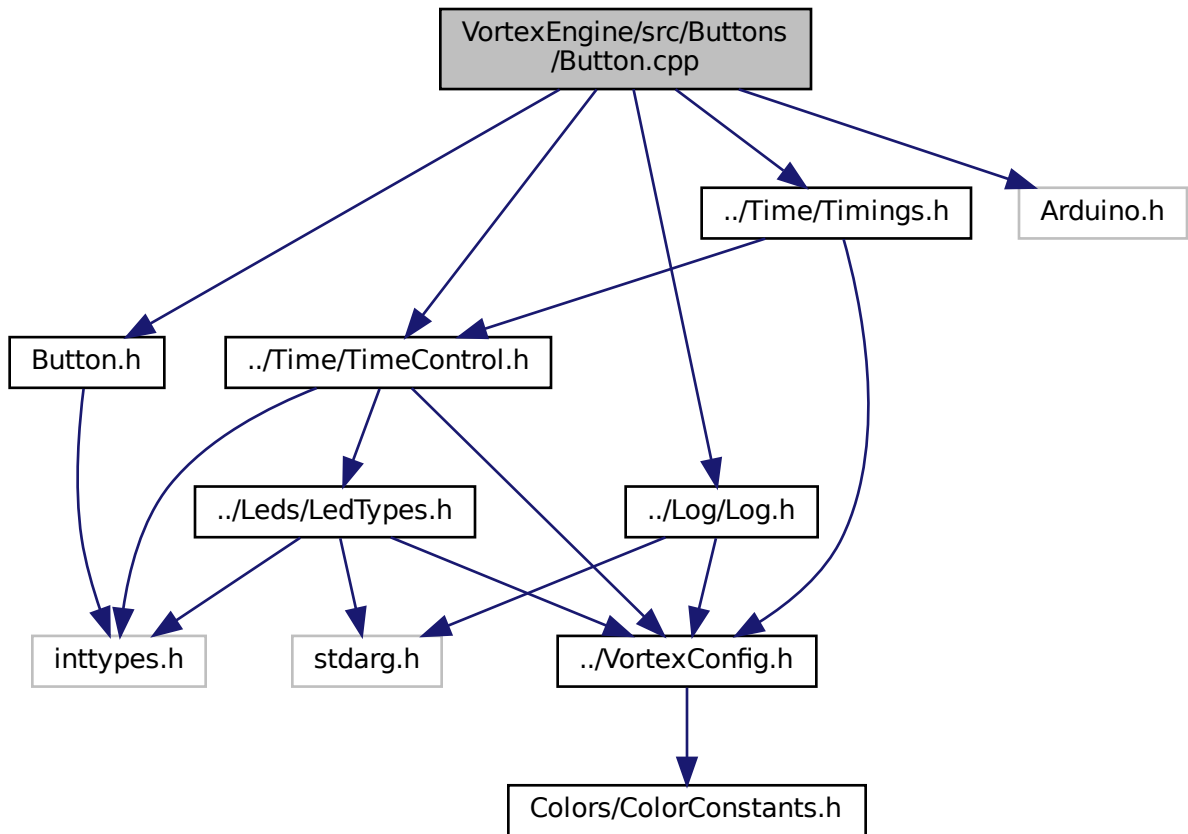 VortexEngine/src/Buttons
/Button.cpp
../Time/Timings.h
Arduino.h
Button.h
../Time/TimeControl.h
../Leds/LedTypes.h
../Log/Log.h
inttypes.h
stdarg.h
../VortexConfig.h
Colors/ColorConstants.h